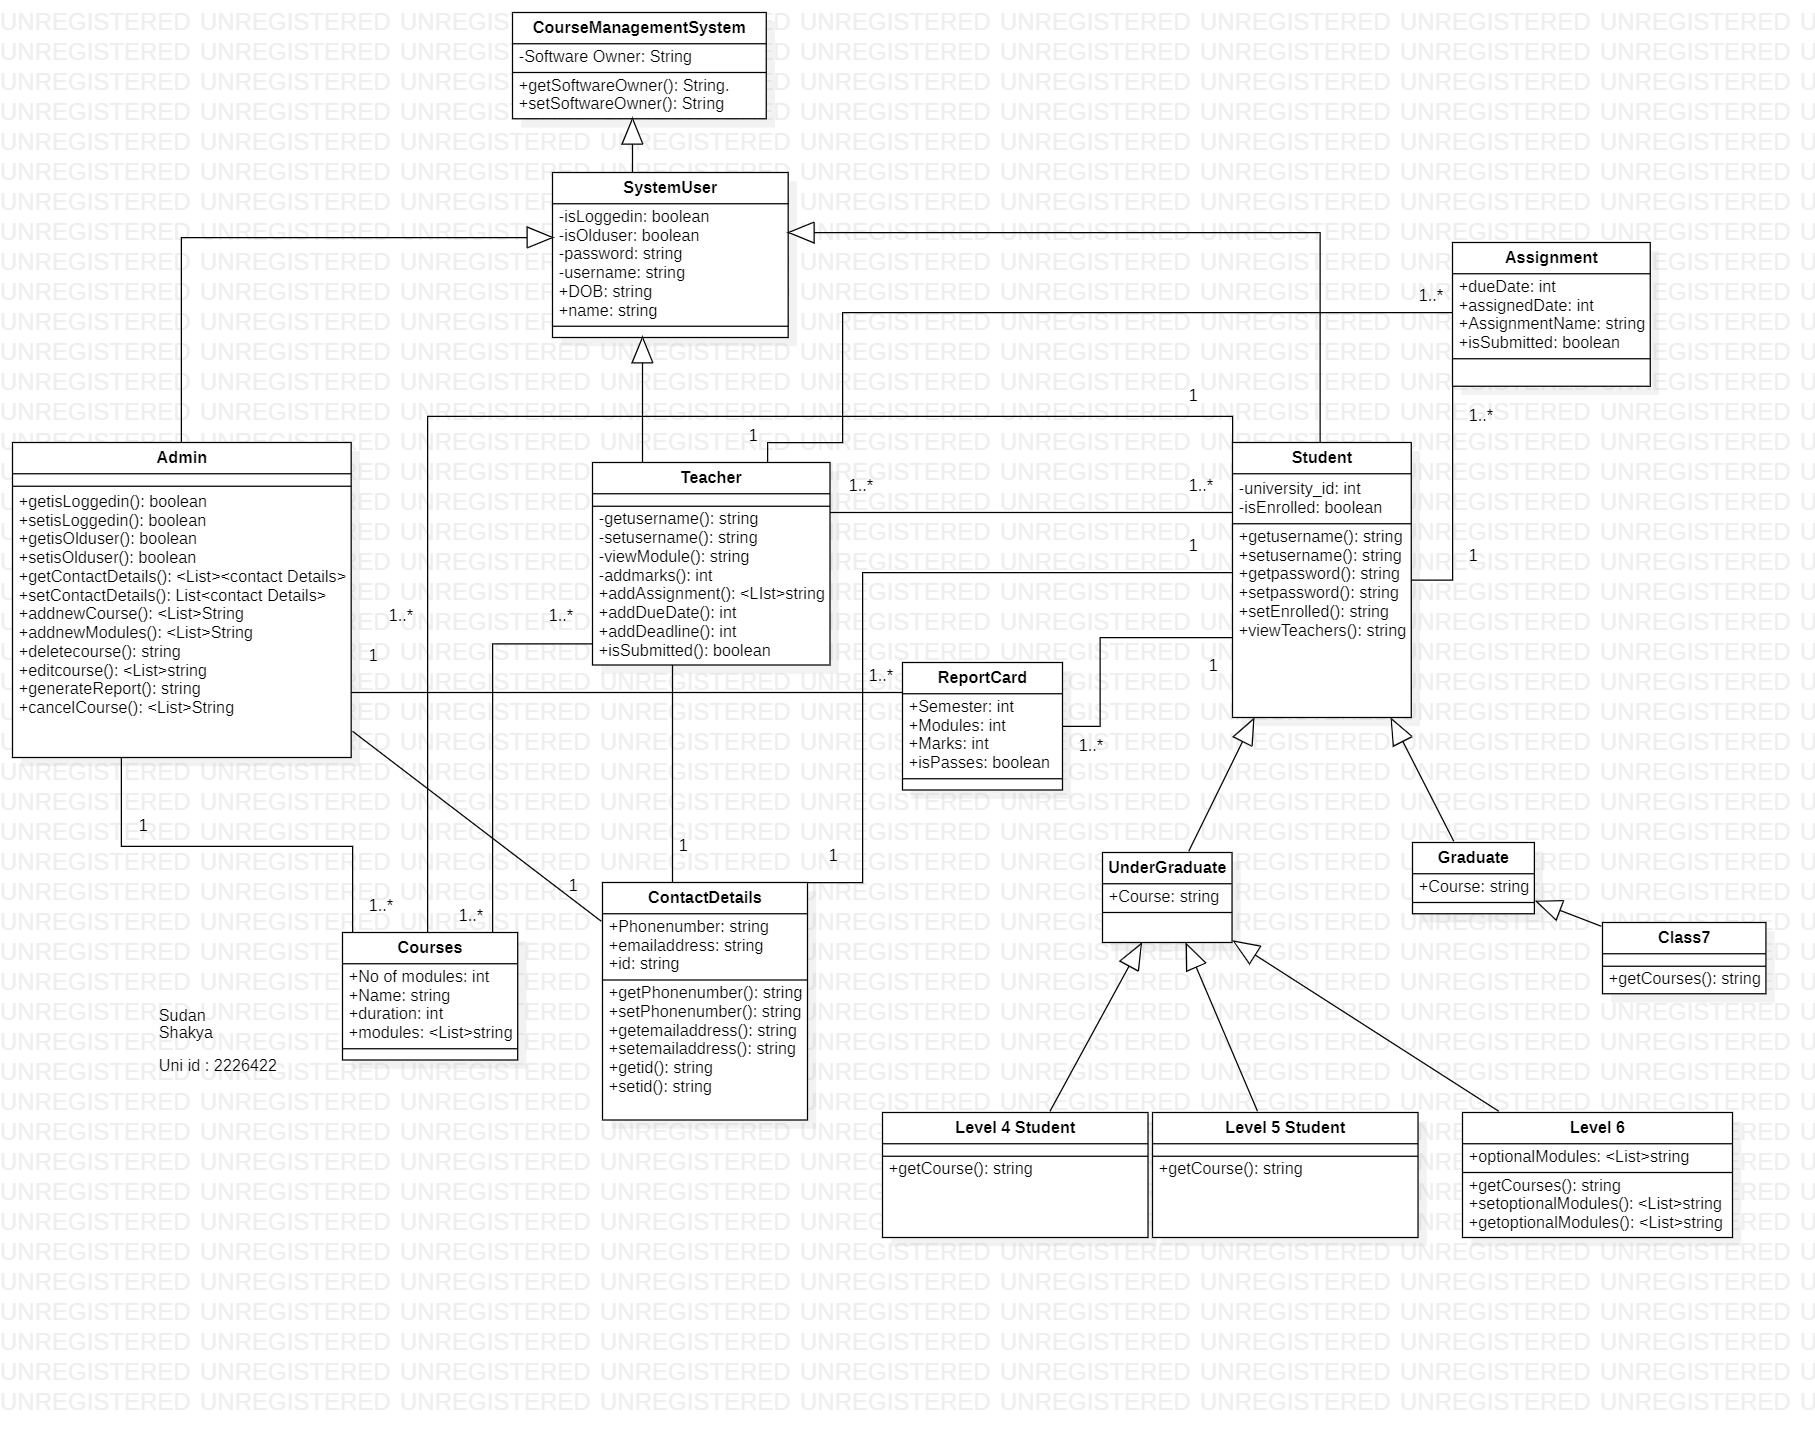 CourseManagementSystem
-Software Owner: String
+getSoftwareOwner(): String.
+setSoftwareOwner(): String
SystemUser
-isLoggedin: boolean
-isOlduser: boolean
-password: string
-username: string
+DOB: string
+name: string
Assignment
+dueDate: int
+assignedDate: int
+AssignmentName: string
+isSubmitted: boolean
1..*
1
1..*
1
Admin
+getisLoggedin(): boolean
+setisLoggedin(): boolean
+getisOlduser(): boolean
+setisOlduser(): boolean
+getContactDetails(): <List><contact Details>
+setContactDetails(): List<contact Details>
+addnewCourse(): <List>String
+addnewModules(): <List>String
+deletecourse(): string
+editcourse(): <List>string
+generateReport(): string
+cancelCourse(): <List>String
Teacher
-getusername(): string
-setusername(): string
-viewModule(): string
-addmarks(): int
+addAssignment(): <LIst>string
+addDueDate(): int
+addDeadline(): int
+isSubmitted(): boolean
1..*
1..*
1
Student
-university_id: int
-isEnrolled: boolean
+getusername(): string
+setusername(): string
+getpassword(): string
+setpassword(): string
+setEnrolled(): string
+viewTeachers(): string
1
1..*
1..*
1
1..*
1
ReportCard
+Semester: int
+Modules: int
+Marks: int
+isPasses: boolean
1..*
1
1
1
1
1..*
1..*
UnderGraduate
+Course: string
Graduate
+Course: string
Class7
+getCourses(): string
ContactDetails
+Phonenumber: string
+emailaddress: string
+id: string
+getPhonenumber(): string
+setPhonenumber(): string
+getemailaddress(): string
+setemailaddress(): string
+getid(): string
+setid(): string
Courses
+No of modules: int
+Name: string
+duration: int
+modules: <List>string
Sudan
Shakya
Uni id : 2226422
Level 4 Student
+getCourse(): string
Level 5 Student
+getCourse(): string
Level 6
+optionalModules: <List>string
+getCourses(): string
+setoptionalModules(): <List>string
+getoptionalModules(): <List>string
UNREGISTERED